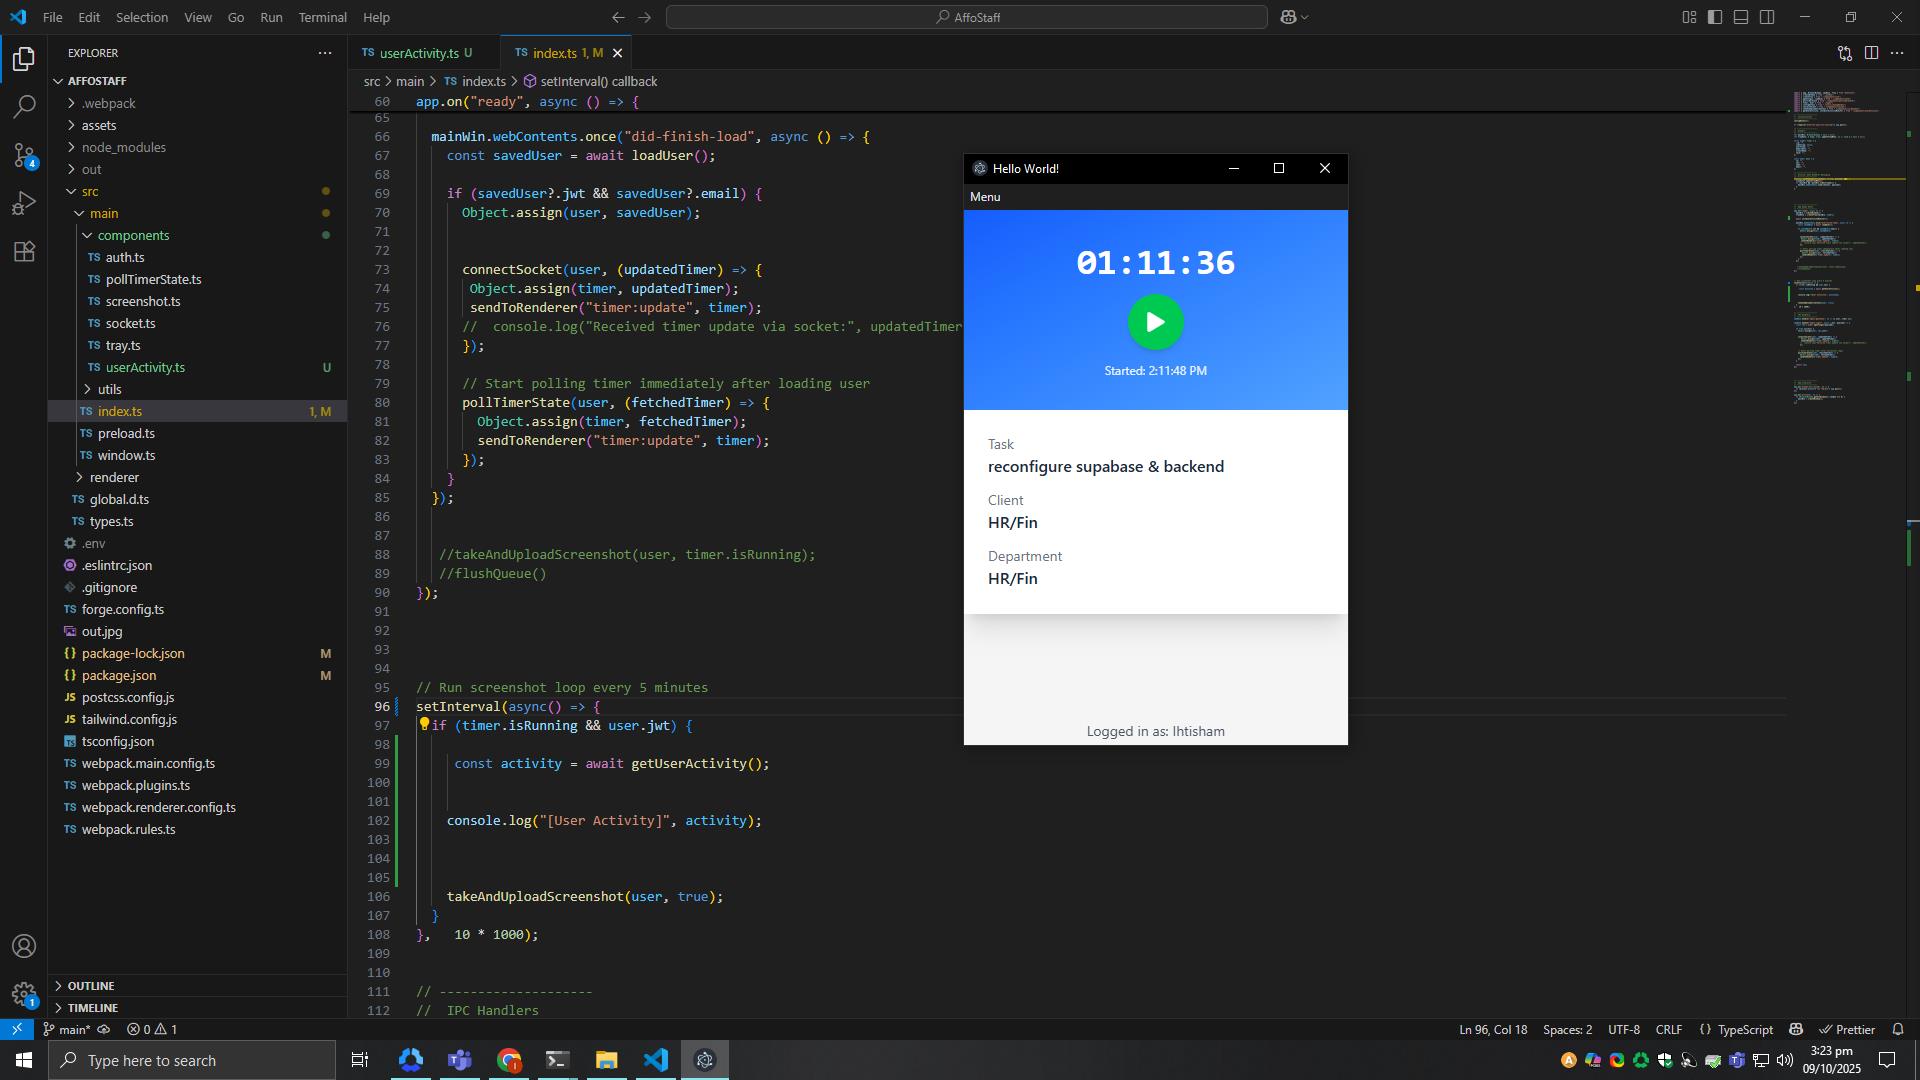 File Edit Selection View Go Run Terminal Help
AffoStaff
EXPLORER
AFFOSTAFF
.webpack
assets
node_modules
out
src
main
components
TS auth.ts
TS pollTimerState.ts
TS screenshot.ts
TS socket.ts
TS tray.ts
TS userActivity.ts U
utils
TS index.ts 1, M
TS preload.ts
TS window.ts
renderer
TS global.d.ts
TS types.ts
.env
.eslintrc.json
.gitignore
TS forge.config.ts
out.jpg
{} package-lock.json M
{} package.json M
JS postcss.config.js
JS tailwind.config.js
tsconfig.json
TS webpack.main.config.ts
TS webpack.plugins.ts
TS webpack.renderer.config.ts
TS webpack.rules.ts
OUTLINE
TIMELINE
4
1
TS userActivity.ts U
TS index.ts 1, M
src > main > TS index.ts > setInterval() callback
60 app.on("ready", async () => {
65
66 mainWin.webContents.once("did-finish-load", async () => {
67 const savedUser = await loadUser();
68
69 if (savedUser?.jwt && savedUser?.email) {
70 Object.assign(user, savedUser);
71
72
73 connectSocket(user, (updatedTimer) => {
74 Object.assign(timer, updatedTimer);
75 sendToRenderer("timer:update", timer);
76 // console.log("Received timer update via socket:", updatedTimer
77 });
78
79 // Start polling timer immediately after loading user
80 pollTimerState(user, (fetchedTimer) => {
81 Object.assign(timer, fetchedTimer);
82 sendToRenderer("timer:update", timer);
83 });
84 }
85 });
86
87
88 //takeAndUploadScreenshot(user, timer.isRunning);
89 //flushQueue()
90 });
91
92
93
94
95 // Run screenshot loop every 5 minutes
96 setInterval(async() => {
97 if (timer.isRunning && user.jwt) {
98
99 const activity = await getUserActivity();
100
101
102 console.log("[User Activity]", activity);
103
104
105
106 takeAndUploadScreenshot(user, true);
107 }
108 }, 10 * 1000);
109
110
111 // --------------------
112 // IPC Handlers
Hello World!
Menu
01:11:36
Started: 2:11:48 PM
Task
reconfigure supabase & backend
Client
HR/Fin
Department
HR/Fin
Logged in as: Ihtisham
main* 0 1
Ln 96, Col 18 Spaces: 2 UTF-8 CRLF {} TypeScript Prettier
Type here to search
3:23 pm
09/10/2025